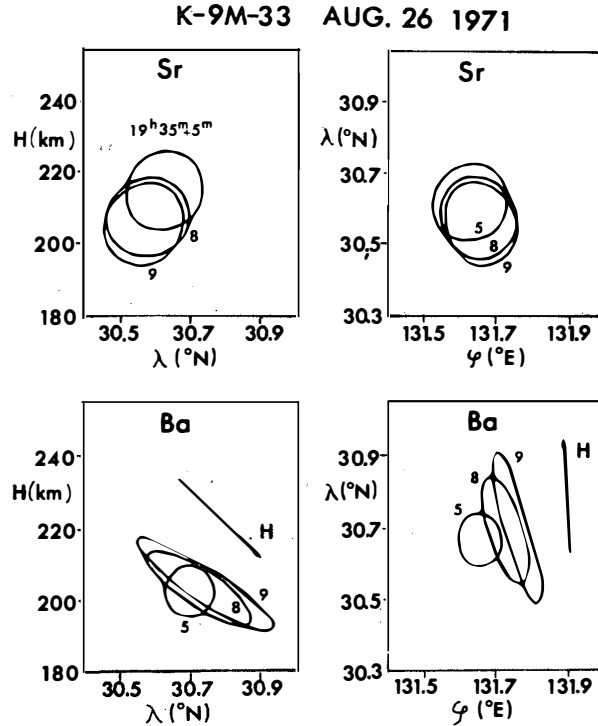 K-9M-33 AUG. 26 1971
Sr
240
H(km)
19ʰ35ᵐ+5ᵐ
220
200
8
9
180
30.5 30.7 30.9
λ (°N)
Sr
30.9
λ(°N)
30.7
5
8
30.5
9
30.3
131.5 131.7 131.9
φ (°E)
Ba
240
H(km)
H
220
200
9
8
5
180
30.5 30.7 30.9
λ (°N)
Ba
30.9
9
H
8
λ(°N)
5
30.7
30.5
30.3
131.5 131.7 131.9
φ (°E)